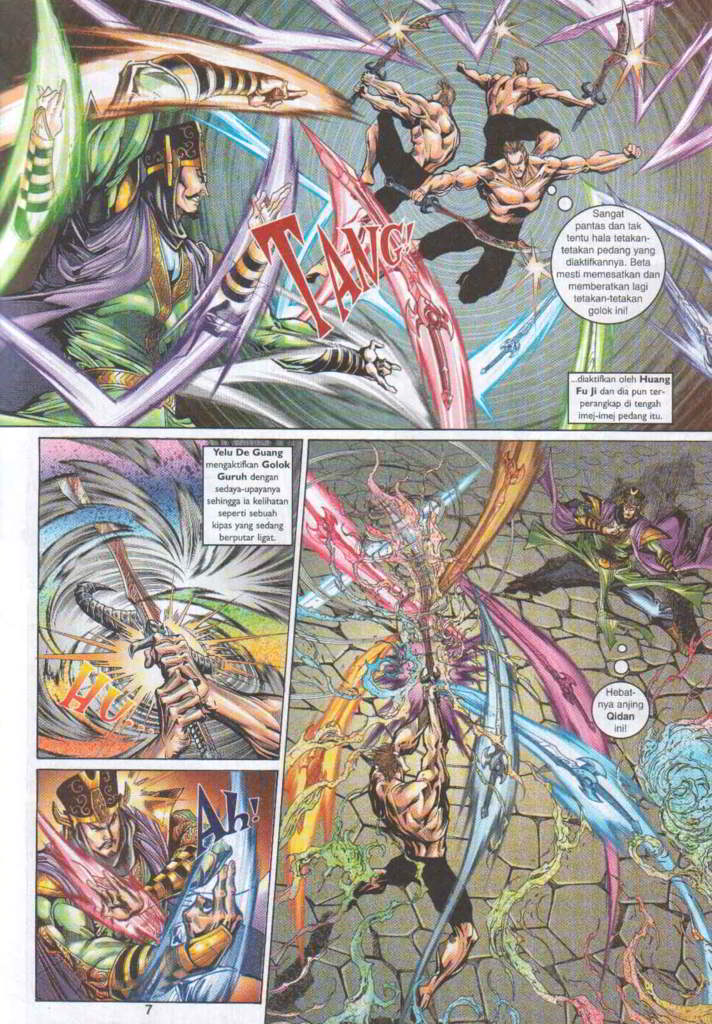 TANG!
Sangat
pantas dan tak
tentu hala tetakan-
tetakan pedang yang
diaktifkannya. Beta
mesti memesatkan dan
memberatkan lagi
tetakan-tetakan
golok ini!
...diaktifkan oleh Huang
Fu Ji dan dia pun ter-
perangkap di tengah
imej-imej pedang itu.
Yelu De Guang
mengaktifkan Golok
Guruh dengan
sedaya-upayanya
sehingga ia kelihatan
seperti sebuah
kipas yang sedang
berputar ligat.
HU...
Hebat-
nya anjing
Qidan
ini!
Ah!
7